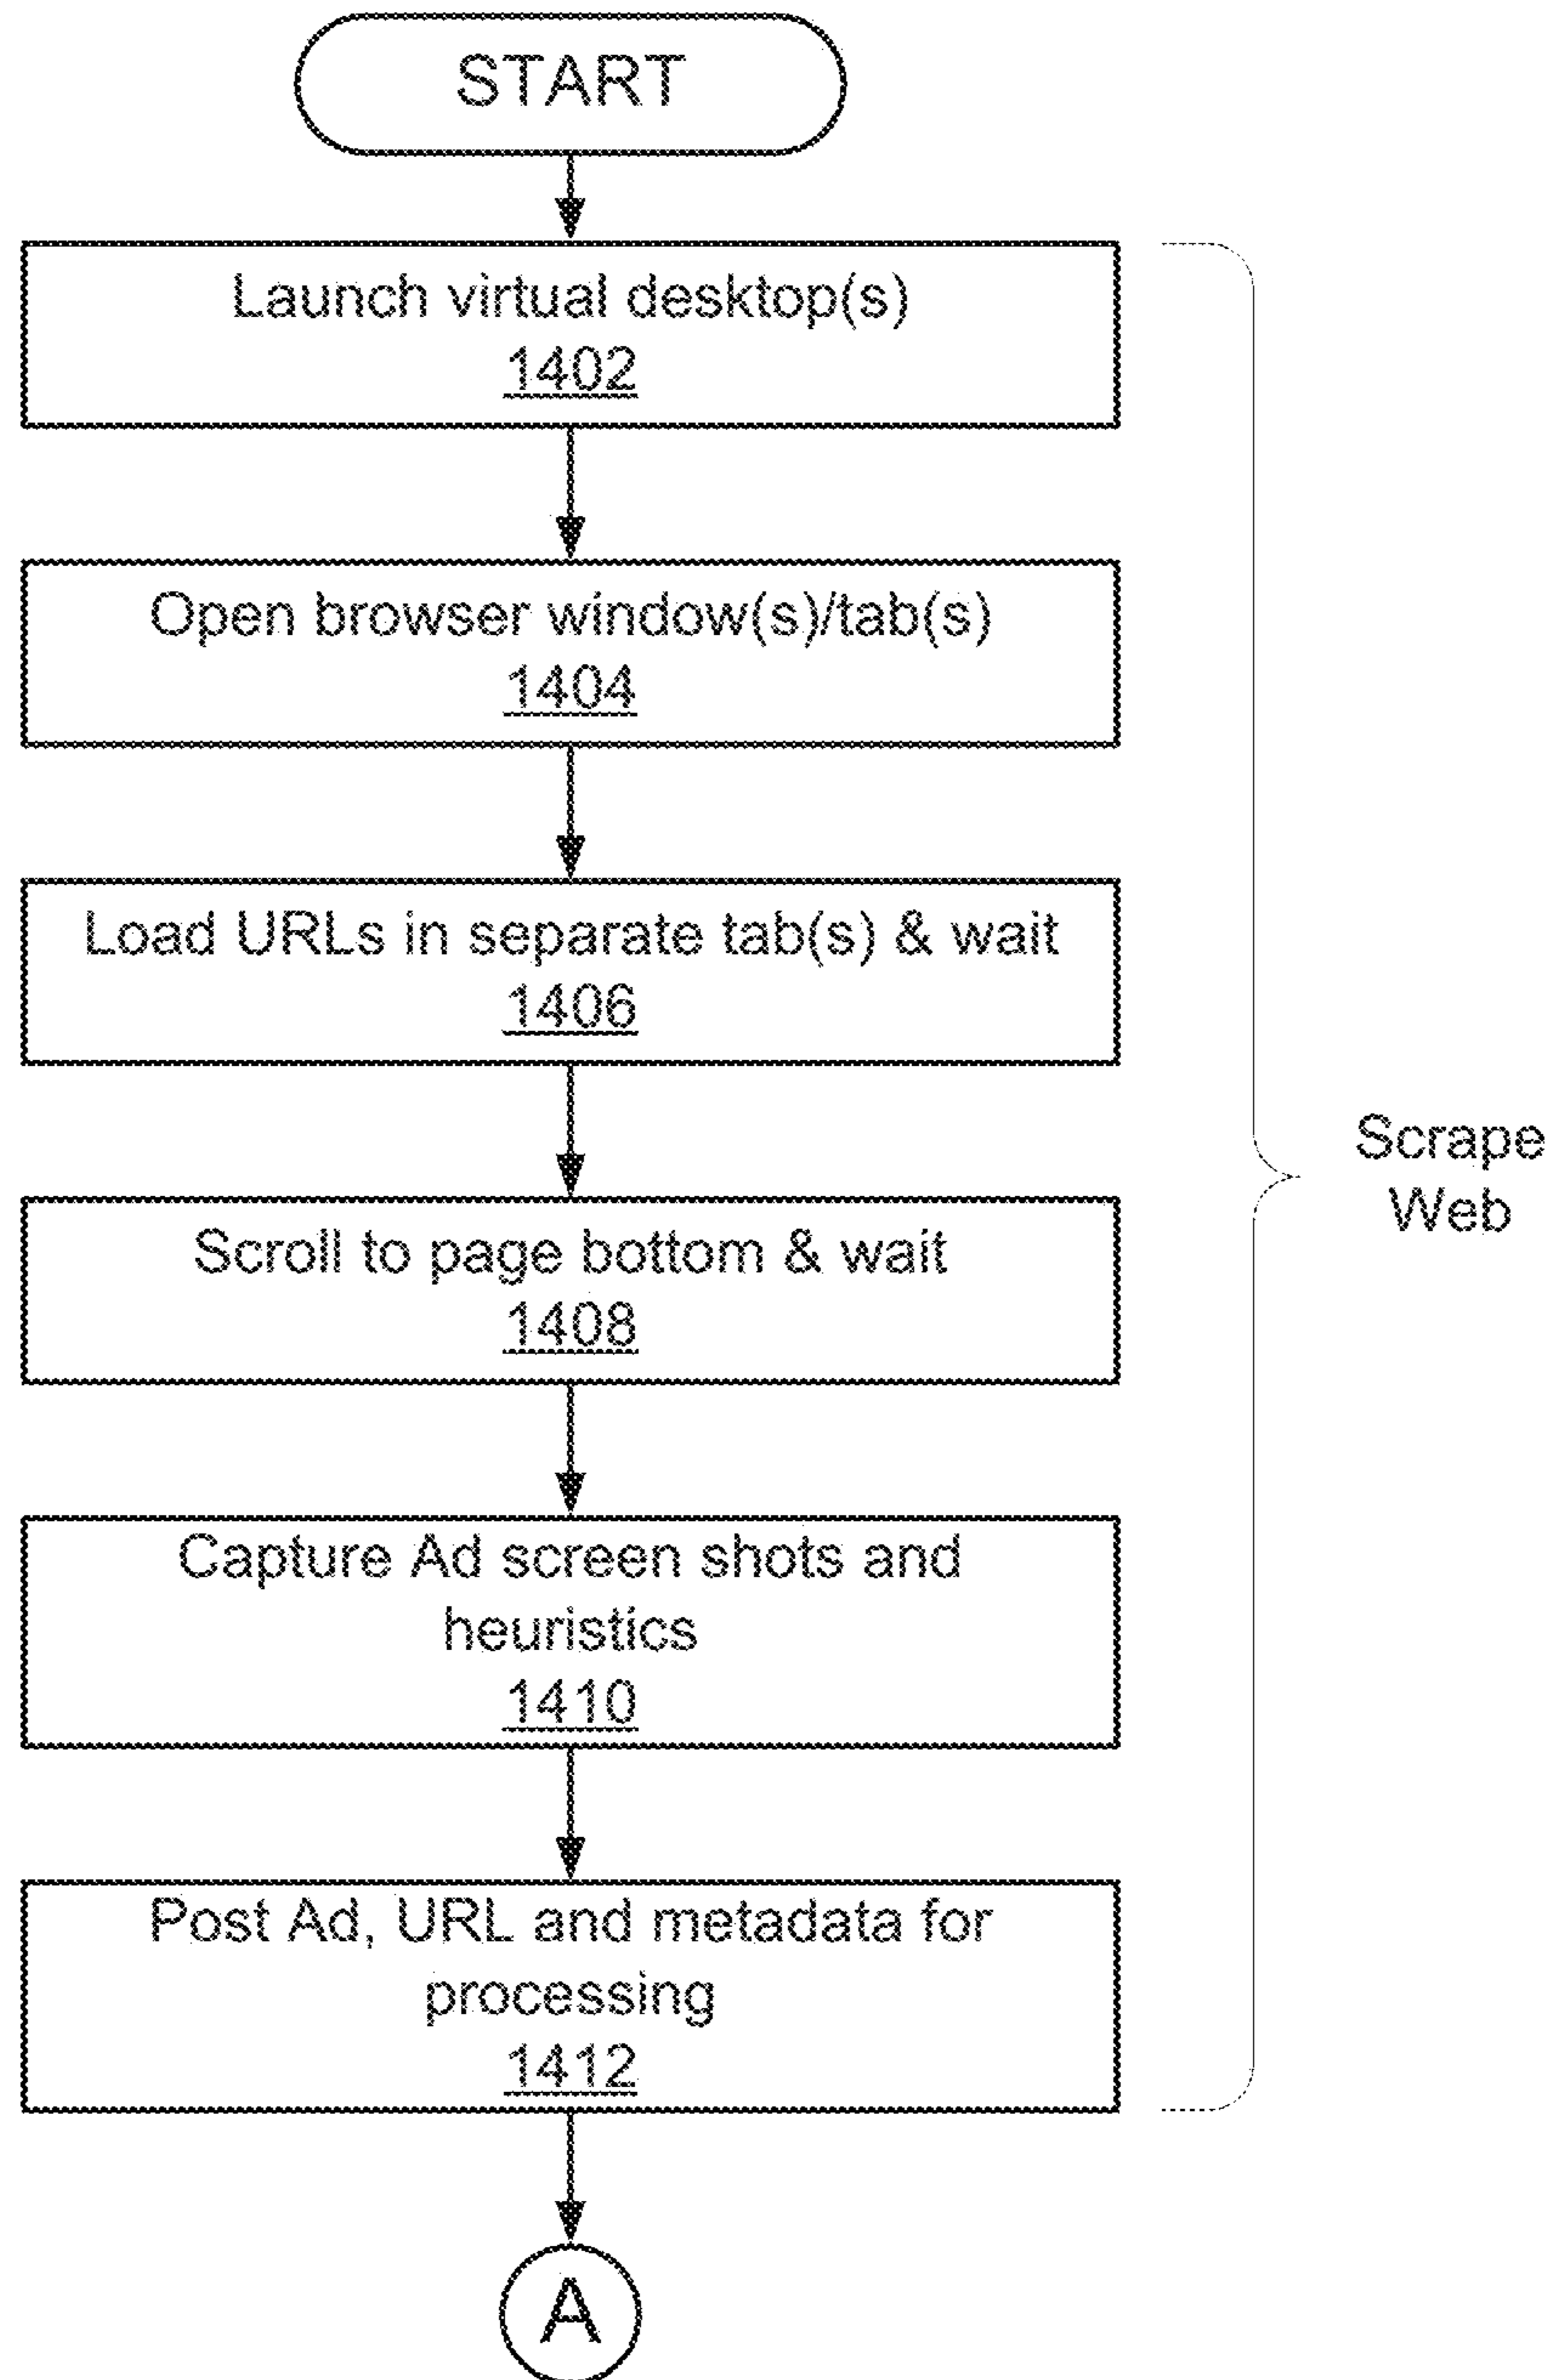 START
Launch virtual desktop(s)
1402
Open browser window(s)/tab(s)
1404
Load URLs in separate tab(s) & wait
1406
Scroll to page bottom & wait
1408
Scrape
Web
Capture Ad screen shots and
heuristics
1410
Post Ad, URL and metadata for
processing
1412
A